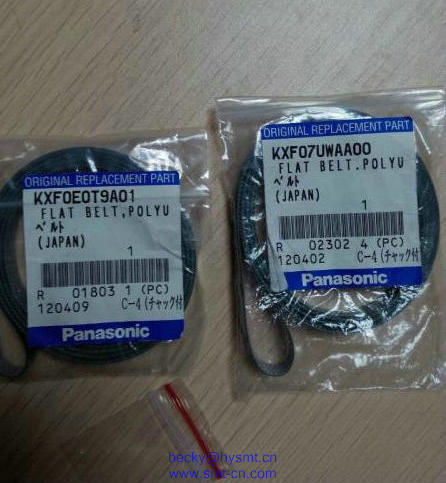 ORIGINAL REPLACEMENT PART
KXF0E0T9A01
FLAT BELT,POLYU
ベルト
(JAPAN)
1
R 01803 1 (PC)
120409 C-4(チャック付
Panasonic
ORIGINAL REPLACEMENT PART
KXF07UWAA00
FLAT BELT.POLYU
ベルト
(JAPAN)
1
R 02302 4 (PC)
120402 C-4(チャック付
Panasonic
becky@hysmt.cn
www.smt-cn.com